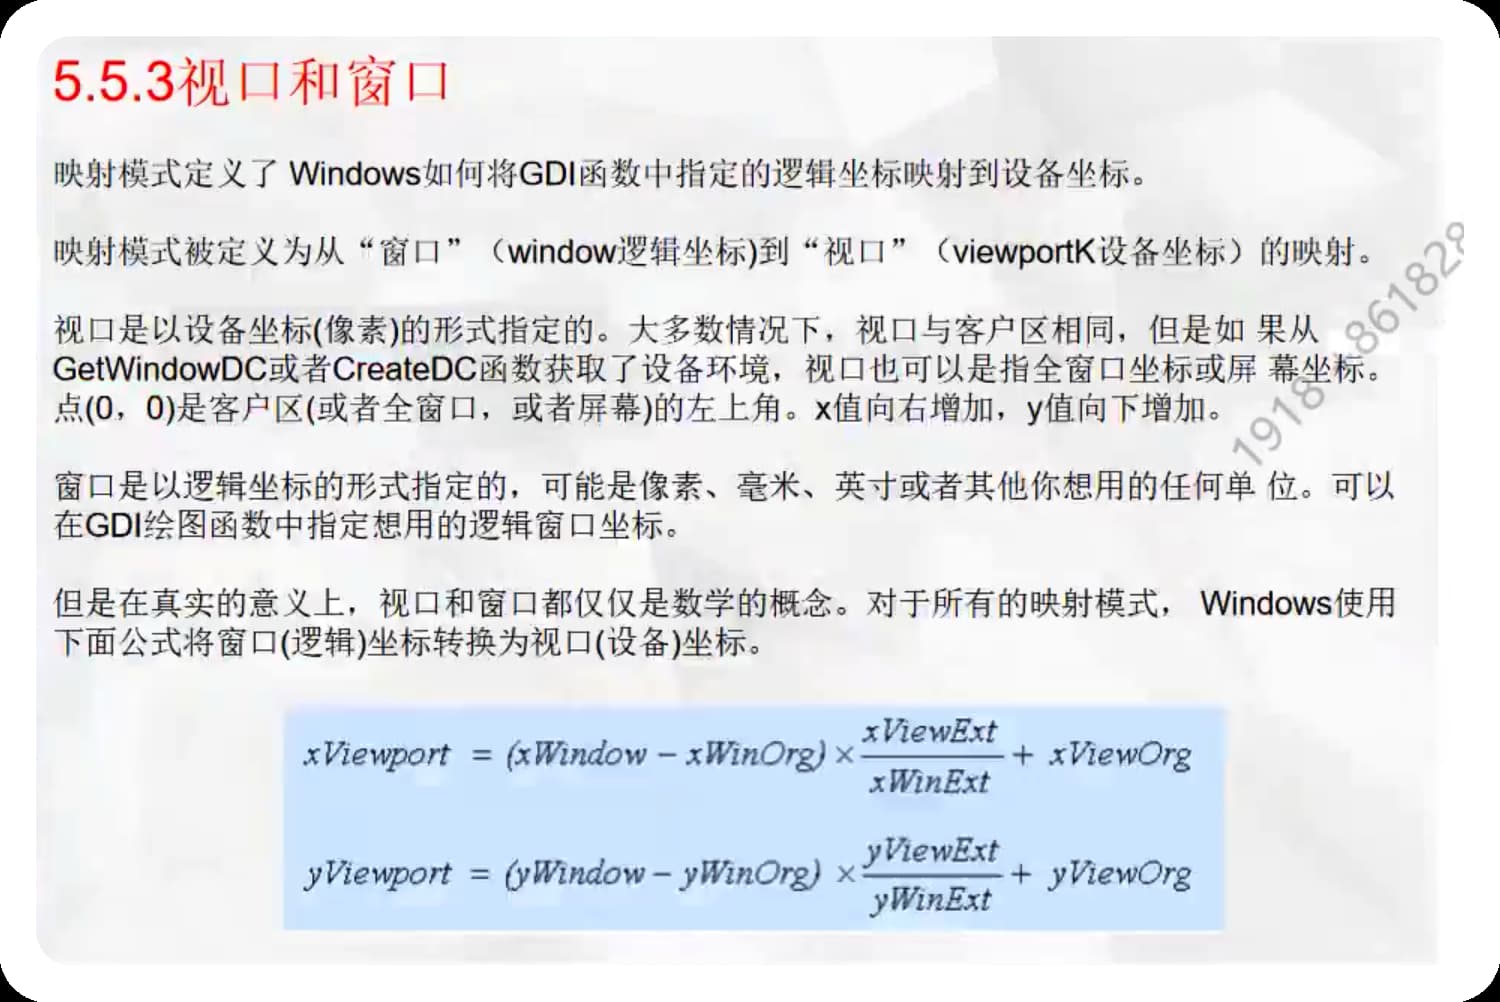 5.5.3视口和窗口
映射模式定义了 Windows如何将GDI函数中指定的逻辑坐标映射到设备坐标。
映射模式被定义为从“窗口”（window逻辑坐标)到“视口”（viewportK设备坐标）的映射。
视口是以设备坐标(像素)的形式指定的。大多数情况下，视口与客户区相同，但是如 果从
GetWindowDC或者CreateDC函数获取了设备环境，视口也可以是指全窗口坐标或屏 幕坐标。
点(0，0)是客户区(或者全窗口，或者屏幕)的左上角。x值向右增加，y值向下增加。
窗口是以逻辑坐标的形式指定的，可能是像素、毫米、英寸或者其他你想用的任何单 位。可以
在GDI绘图函数中指定想用的逻辑窗口坐标。
但是在真实的意义上，视口和窗口都仅仅是数学的概念。对于所有的映射模式， Windows使用
下面公式将窗口(逻辑)坐标转换为视口(设备)坐标。
xViewport = (xWindow − xWinOrg) × xViewExt / xWinExt + xViewOrg
yViewport = (yWindow − yWinOrg) × yViewExt / yWinExt + yViewOrg